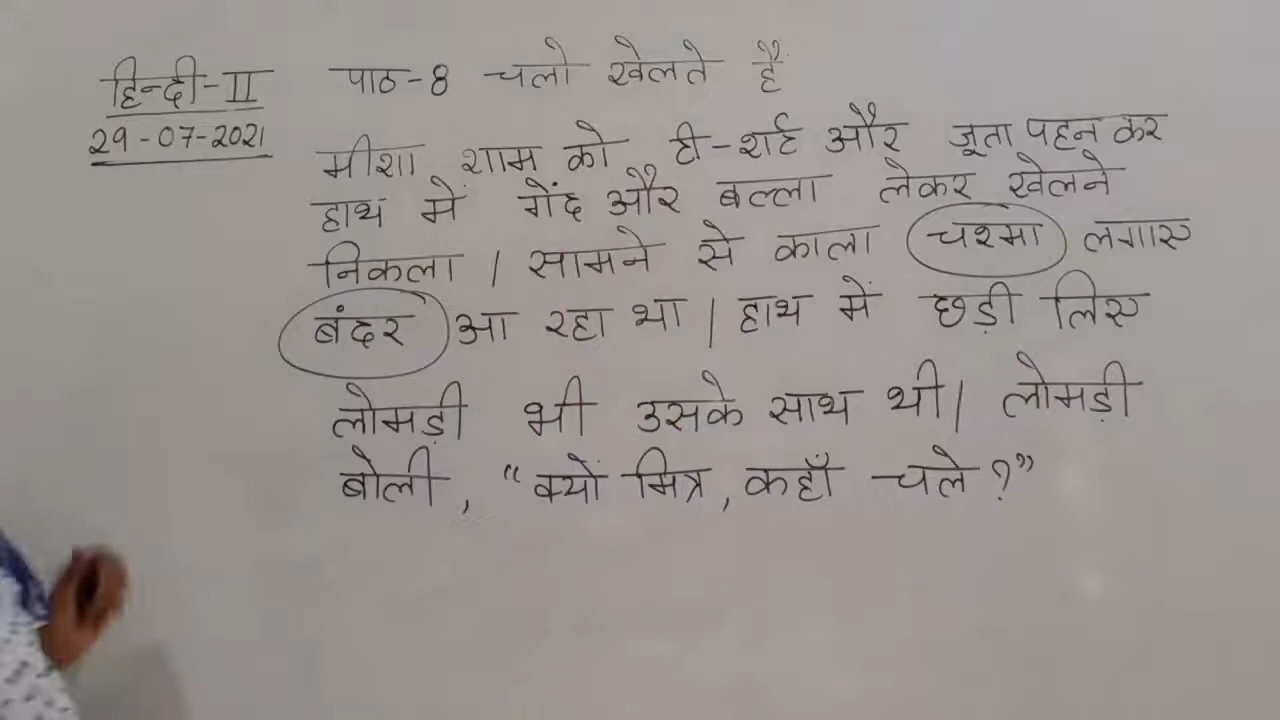 हिन्दी-II पाठ-8 चलो खेलते हैं
29-07-2021
मीशा शाम को टी-शर्ट और जूता पहन कर
हाथ में गेंद और बल्ला लेकर खेलने
निकला | सामने से काला चश्मा लगाए
बंदर आ रहा था | हाथ में छड़ी लिए
लोमड़ी भी उसके साथ थी | लोमड़ी
बोली, “क्यों मित्र, कहाँ चले ?”